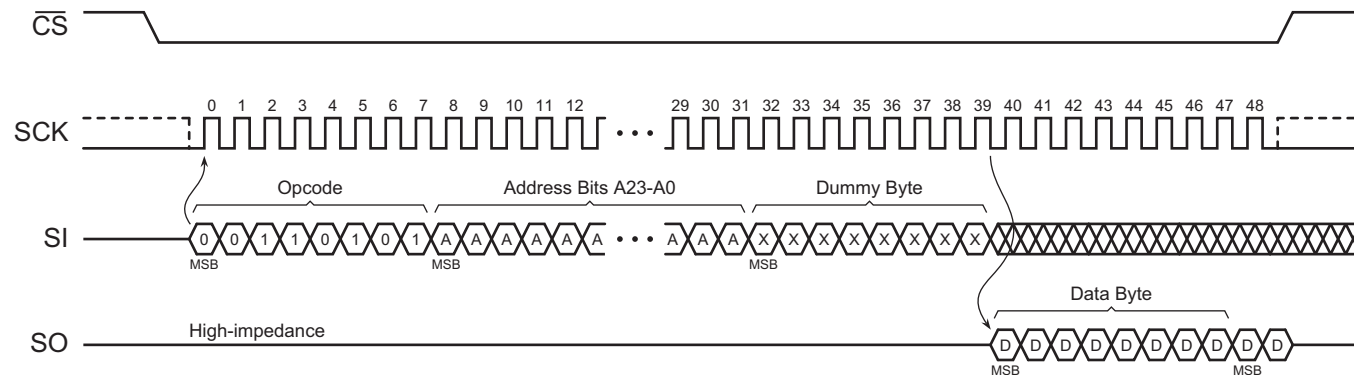 CS
0 1 2 3 4 5 6 7 8 9 10 11 12 29 30 31 32 33 34 35 36 37 38 39 40 41 42 43 44 45 46 47 48
SCK
Opcode Address Bits A23-A0 Dummy Byte
SI 0 0 1 1 0 1 0 1 A A A A A A A A A X X X X X X X X
MSB MSB MSB
Data Byte
High-impedance
SO D D D D D D D D D D
MSB MSB